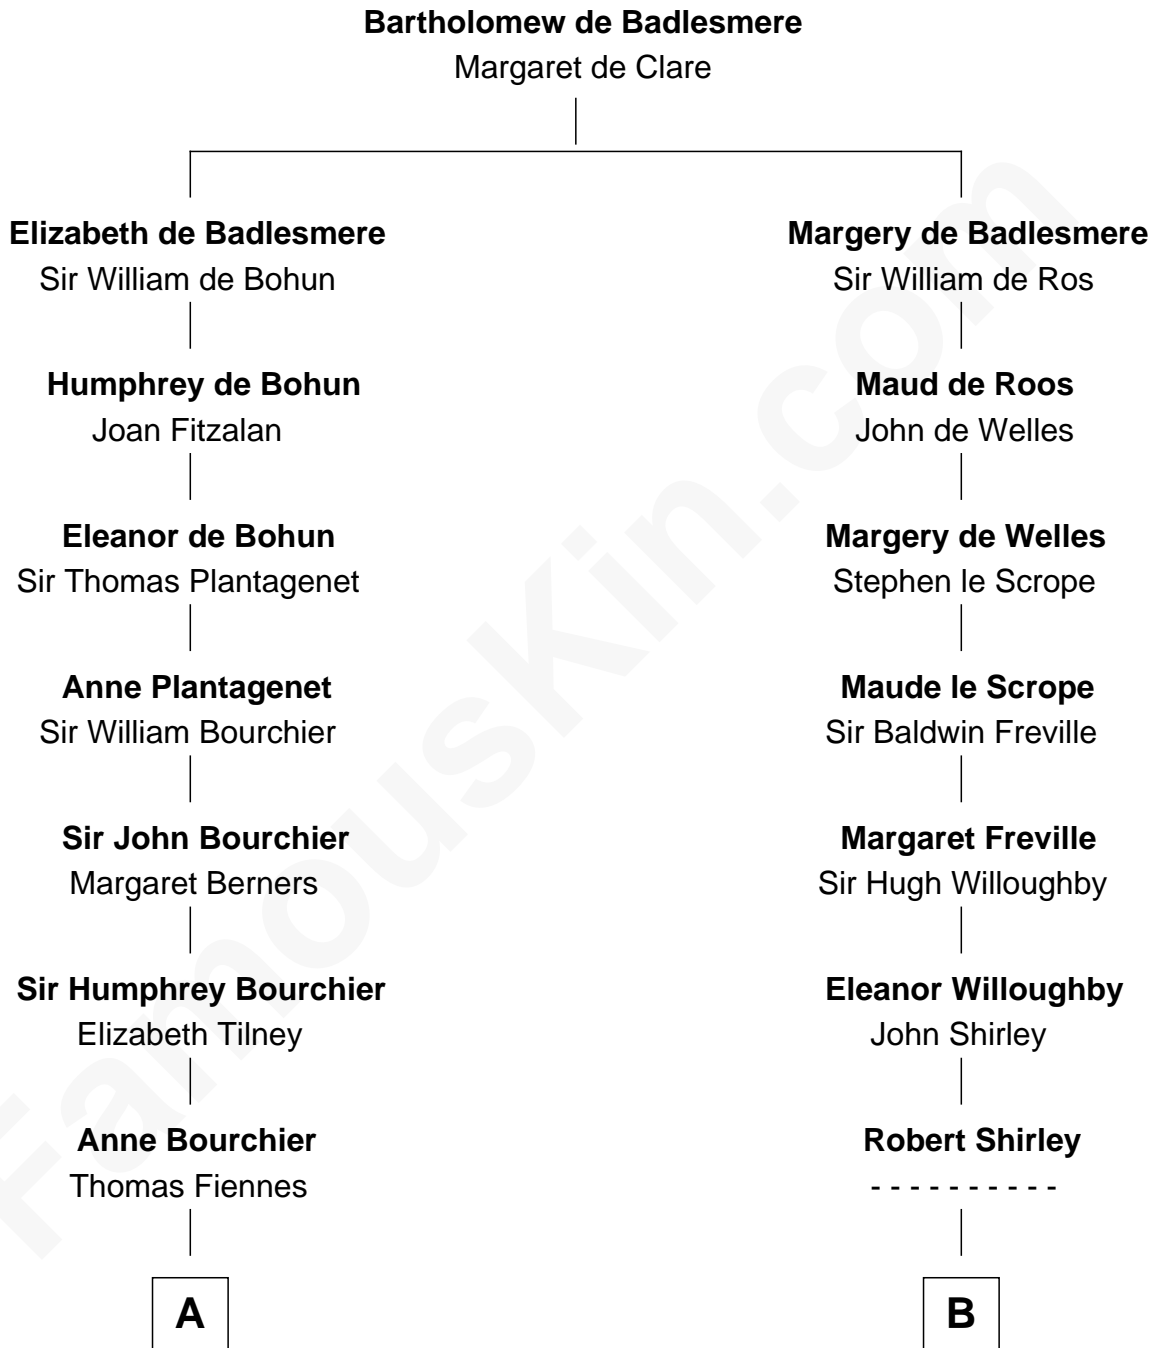 Bartholomew de Badlesmere
Margaret de Clare
Elizabeth de Badlesmere
Sir William de Bohun
Margery de Badlesmere
Sir William de Ros
Humphrey de Bohun
Joan Fitzalan
Maud de Roos
John de Welles
Eleanor de Bohun
Sir Thomas Plantagenet
Margery de Welles
Stephen le Scrope
Anne Plantagenet
Sir William Bourchier
Maude le Scrope
Sir Baldwin Freville
Sir John Bourchier
Margaret Berners
Margaret Freville
Sir Hugh Willoughby
Sir Humphrey Bourchier
Elizabeth Tilney
Eleanor Willoughby
John Shirley
Anne Bourchier
Thomas Fiennes
Robert Shirley
- - - - - - - - - -
A
B
FamousKin.com